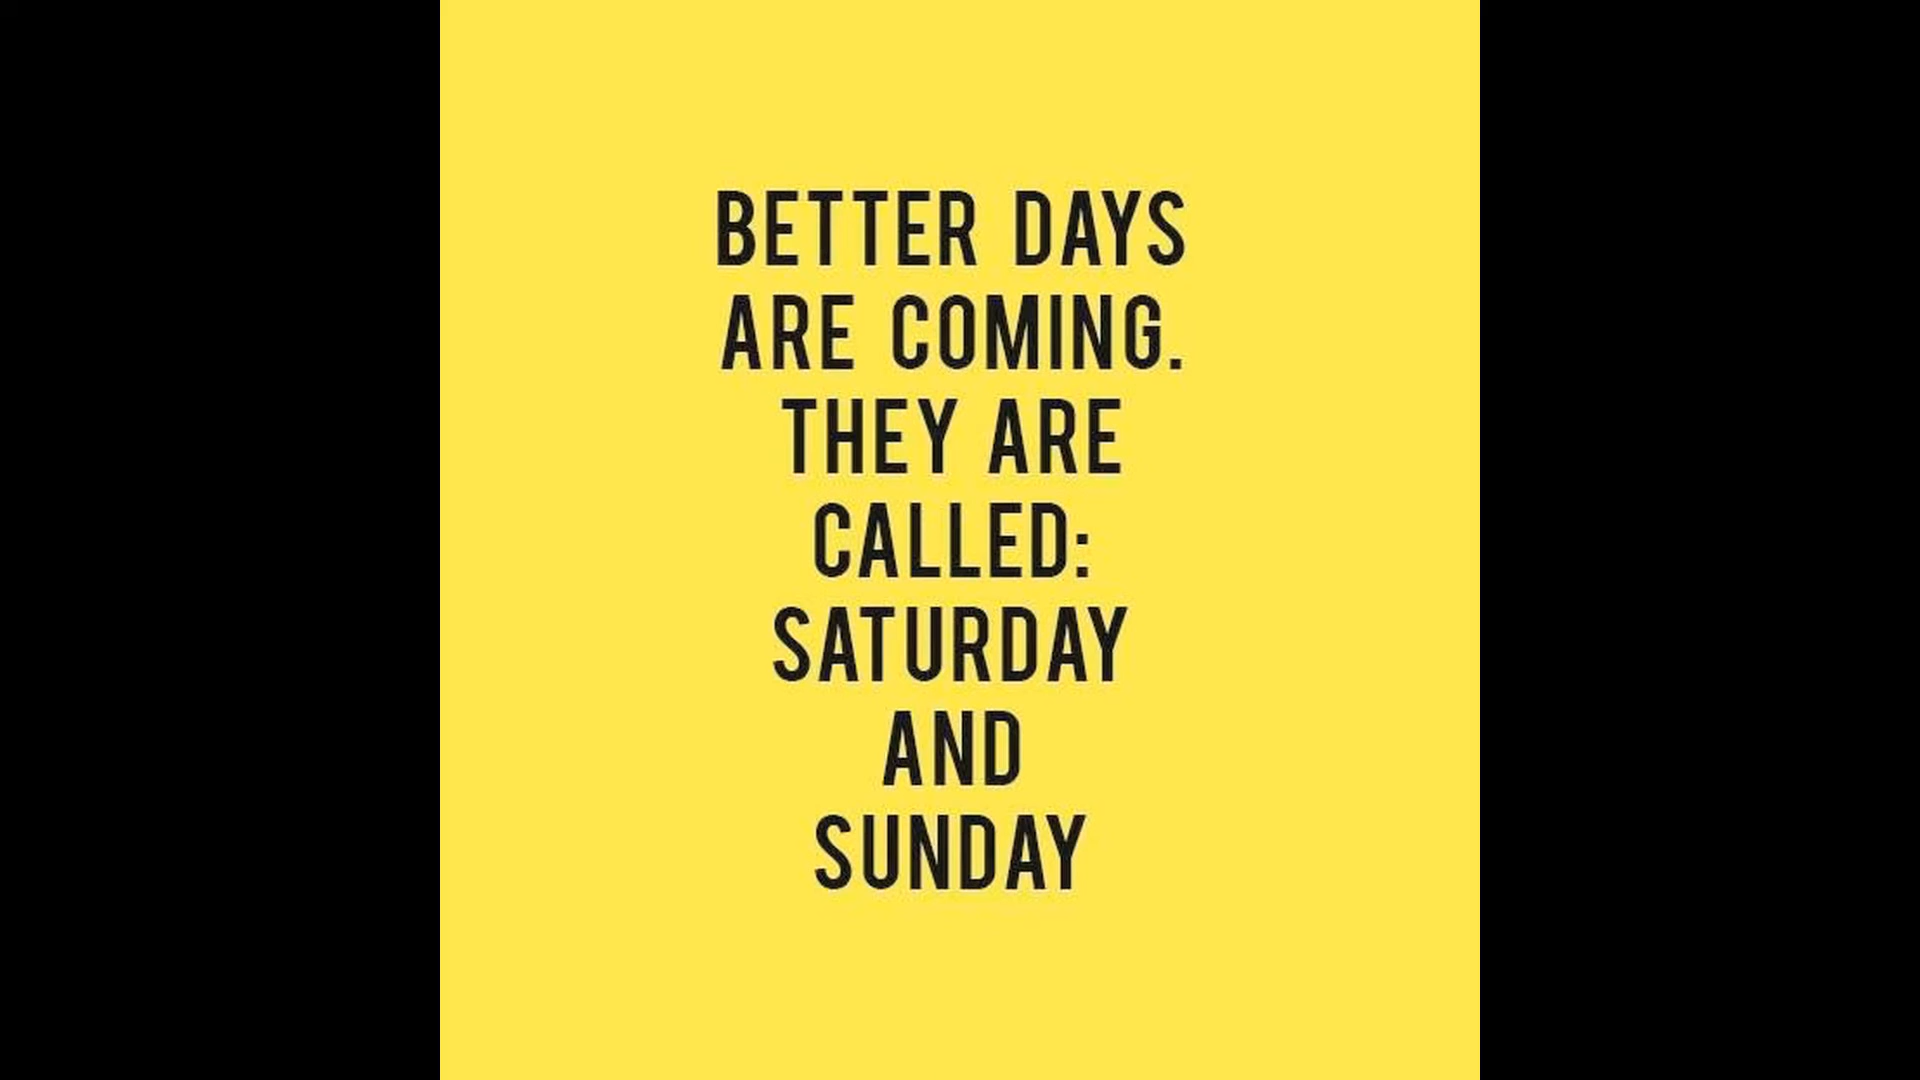 BETTER DAYS
ARE COMING.
THEY ARE
CALLED:
SATURDAY
AND
SUNDAY